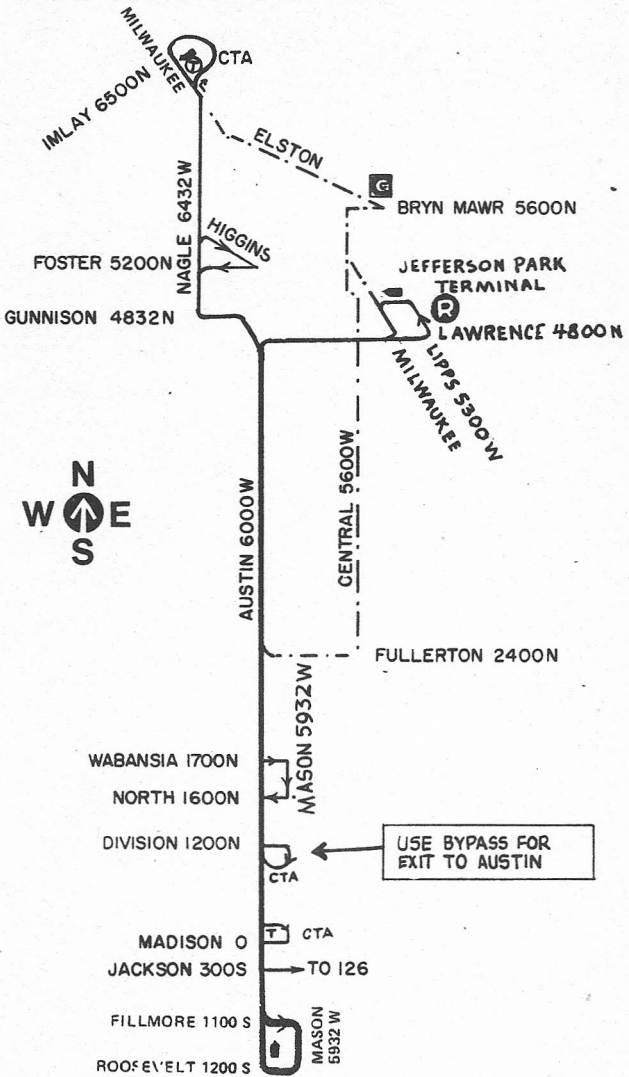 MILWAUKEE
CTA
T
IMLAY 6500N
ELSTON
G
BRYN MAWR 5600N
NAGLE 6432W
HIGGINS
FOSTER 5200N
JEFFERSON PARK
TERMINAL
GUNNISON 4832N
R
LAWRENCE 4800N
LIPPS 5300W
MILWAUKEE
N
W E
S
AUSTIN 6000W
CENTRAL 5600W
FULLERTON 2400N
MASON 5932W
WABANSIA 1700N
NORTH 1600N
DIVISION 1200N
USE BYPASS FOR
EXIT TO AUSTIN
CTA
T CTA
MADISON 0
JACKSON 300S
TO 126
FILLMORE 1100 S
MASON
5932 W
ROOSEVELT 1200 S